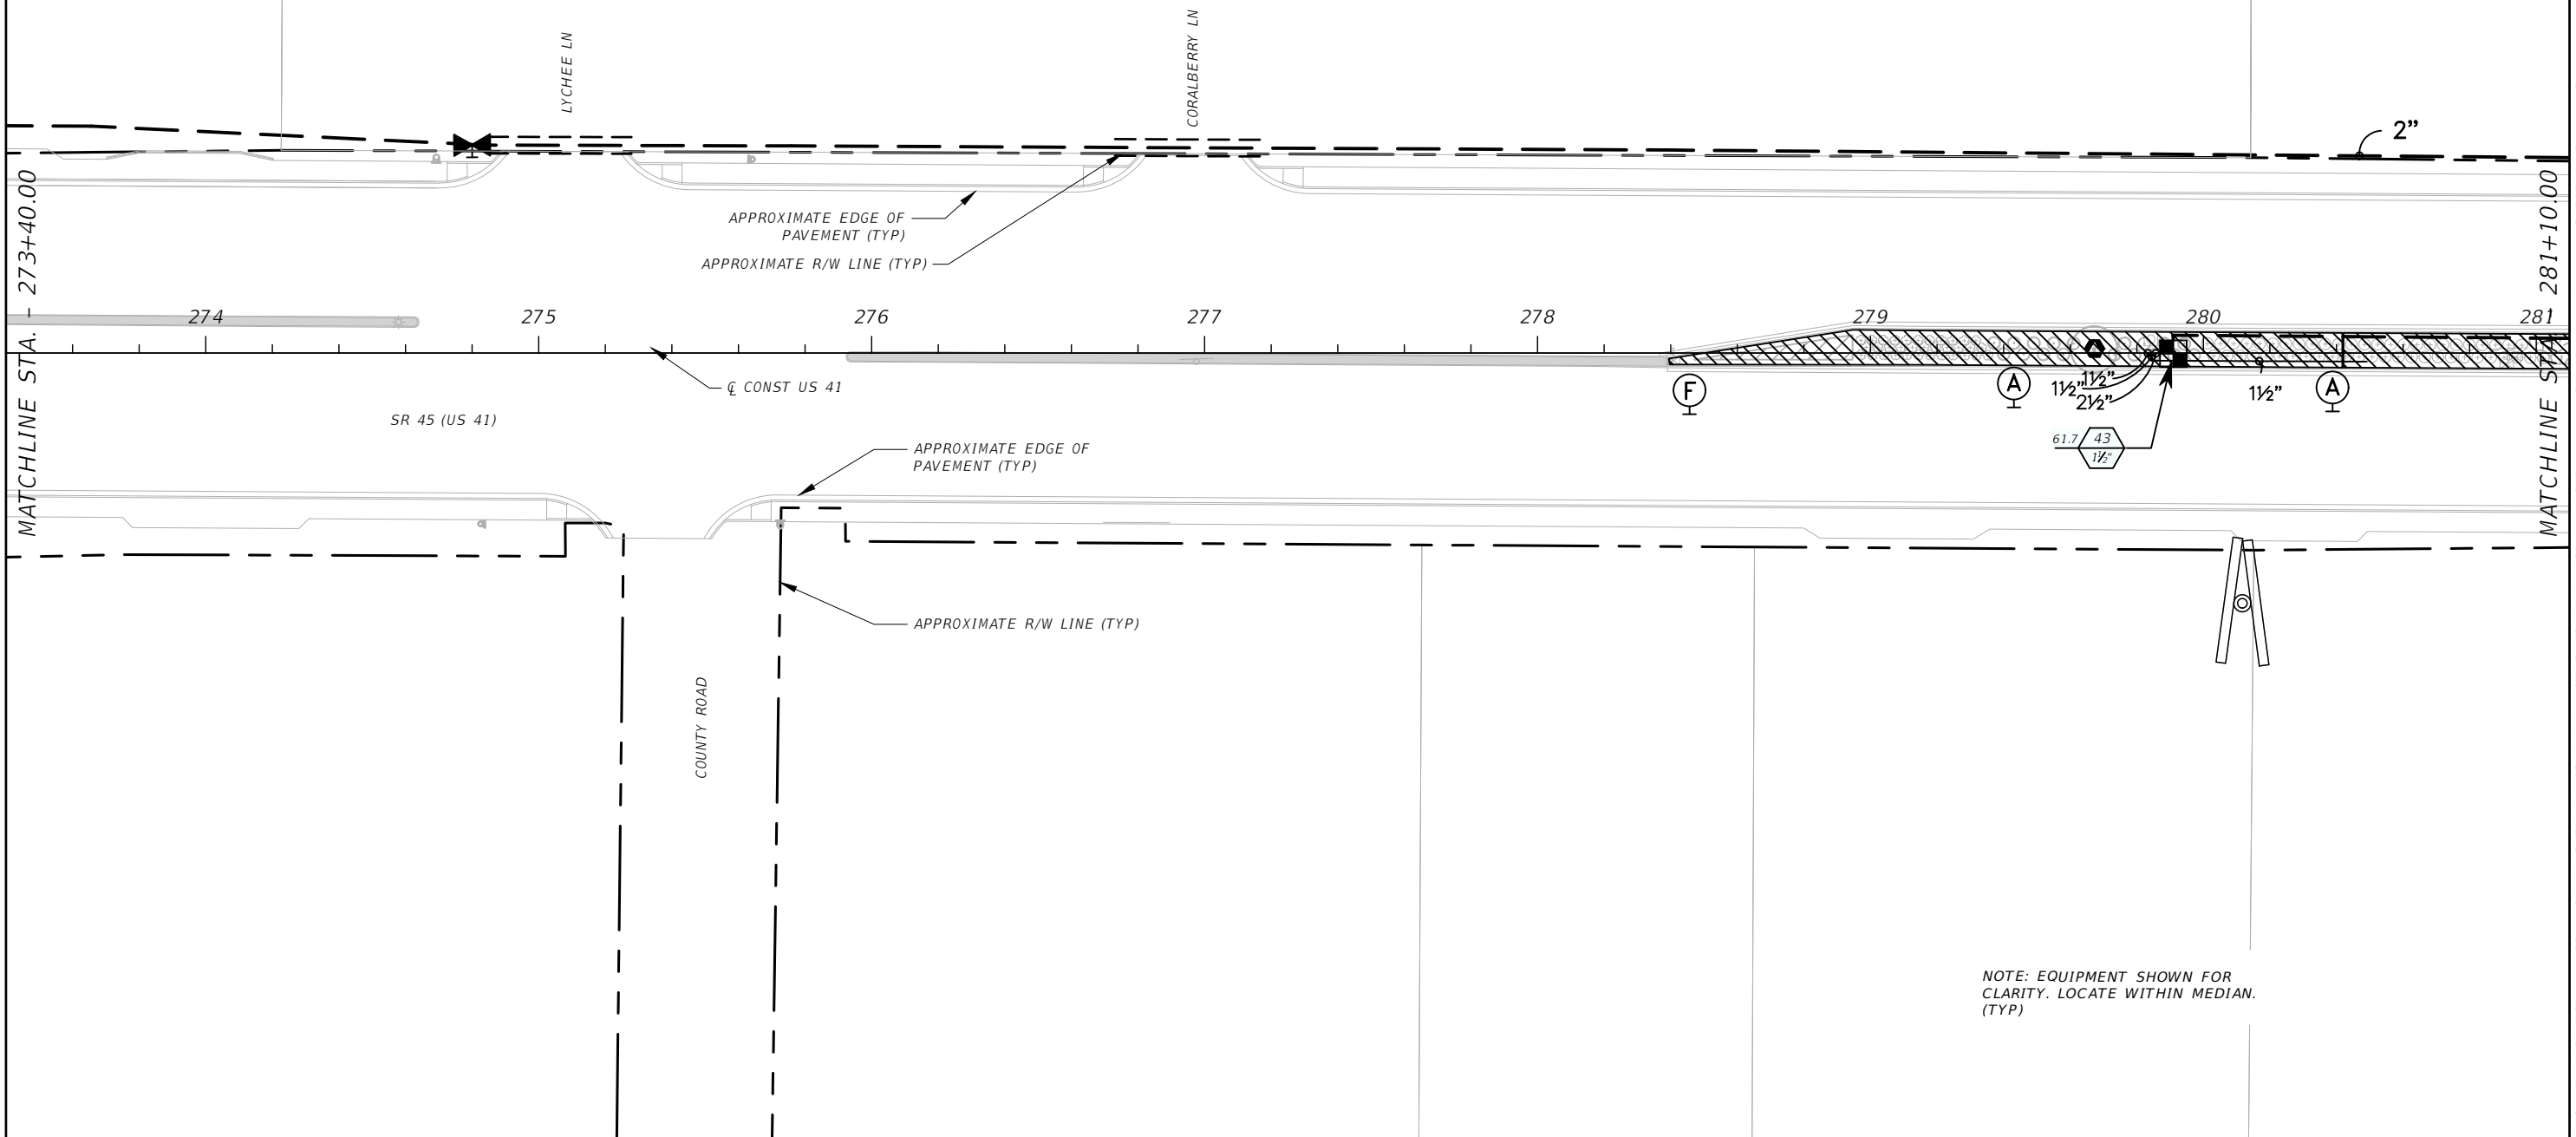 LYCHEE LN
CORALBERRY LN
2”
MATCHLINE STA. - 273+40.00
MATCHLINE STA. - 281+10.00
APPROXIMATE EDGE OF
PAVEMENT (TYP)
APPROXIMATE R/W LINE (TYP)
274
275
276
277
278
279
280
281
℄ CONST US 41
SR 45 (US 41)
F
A
1½”
1½”
2½”
1½”
A
61.7
43
1½"
APPROXIMATE EDGE OF
PAVEMENT (TYP)
APPROXIMATE R/W LINE (TYP)
COUNTY ROAD
NOTE: EQUIPMENT SHOWN FOR
CLARITY. LOCATE WITHIN MEDIAN.
(TYP)